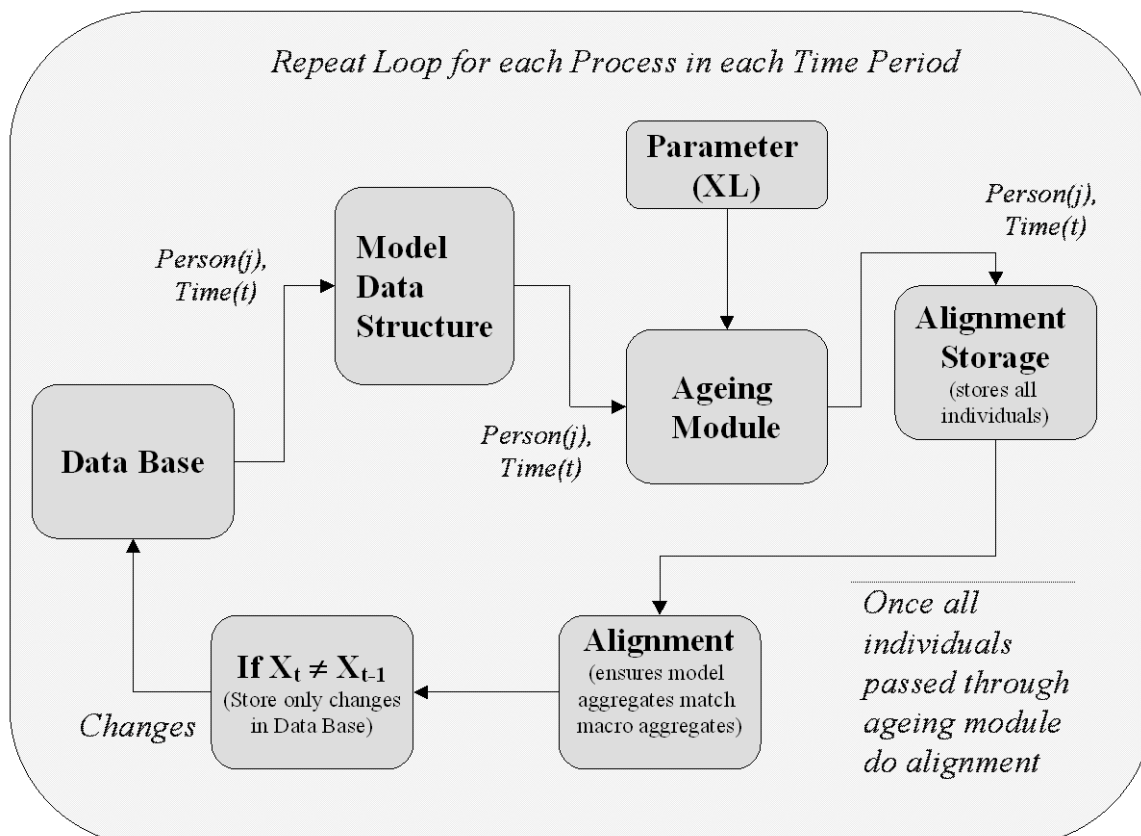 Repeat Loop for each Process in each Time Period
Parameter
(XL)
Person(j),
Time(t)
Model
Data
Structure
Person(j),
Time(t)
Alignment
Storage
(stores all
individuals)
Ageing
Module
Person(j),
Time(t)
Data Base
Once all
individuals
passed through
ageing module
do alignment
Alignment
(ensures model
aggregates match
macro aggregates)
If Xt ≠ Xt-1
(Store only changes
in Data Base)
Changes